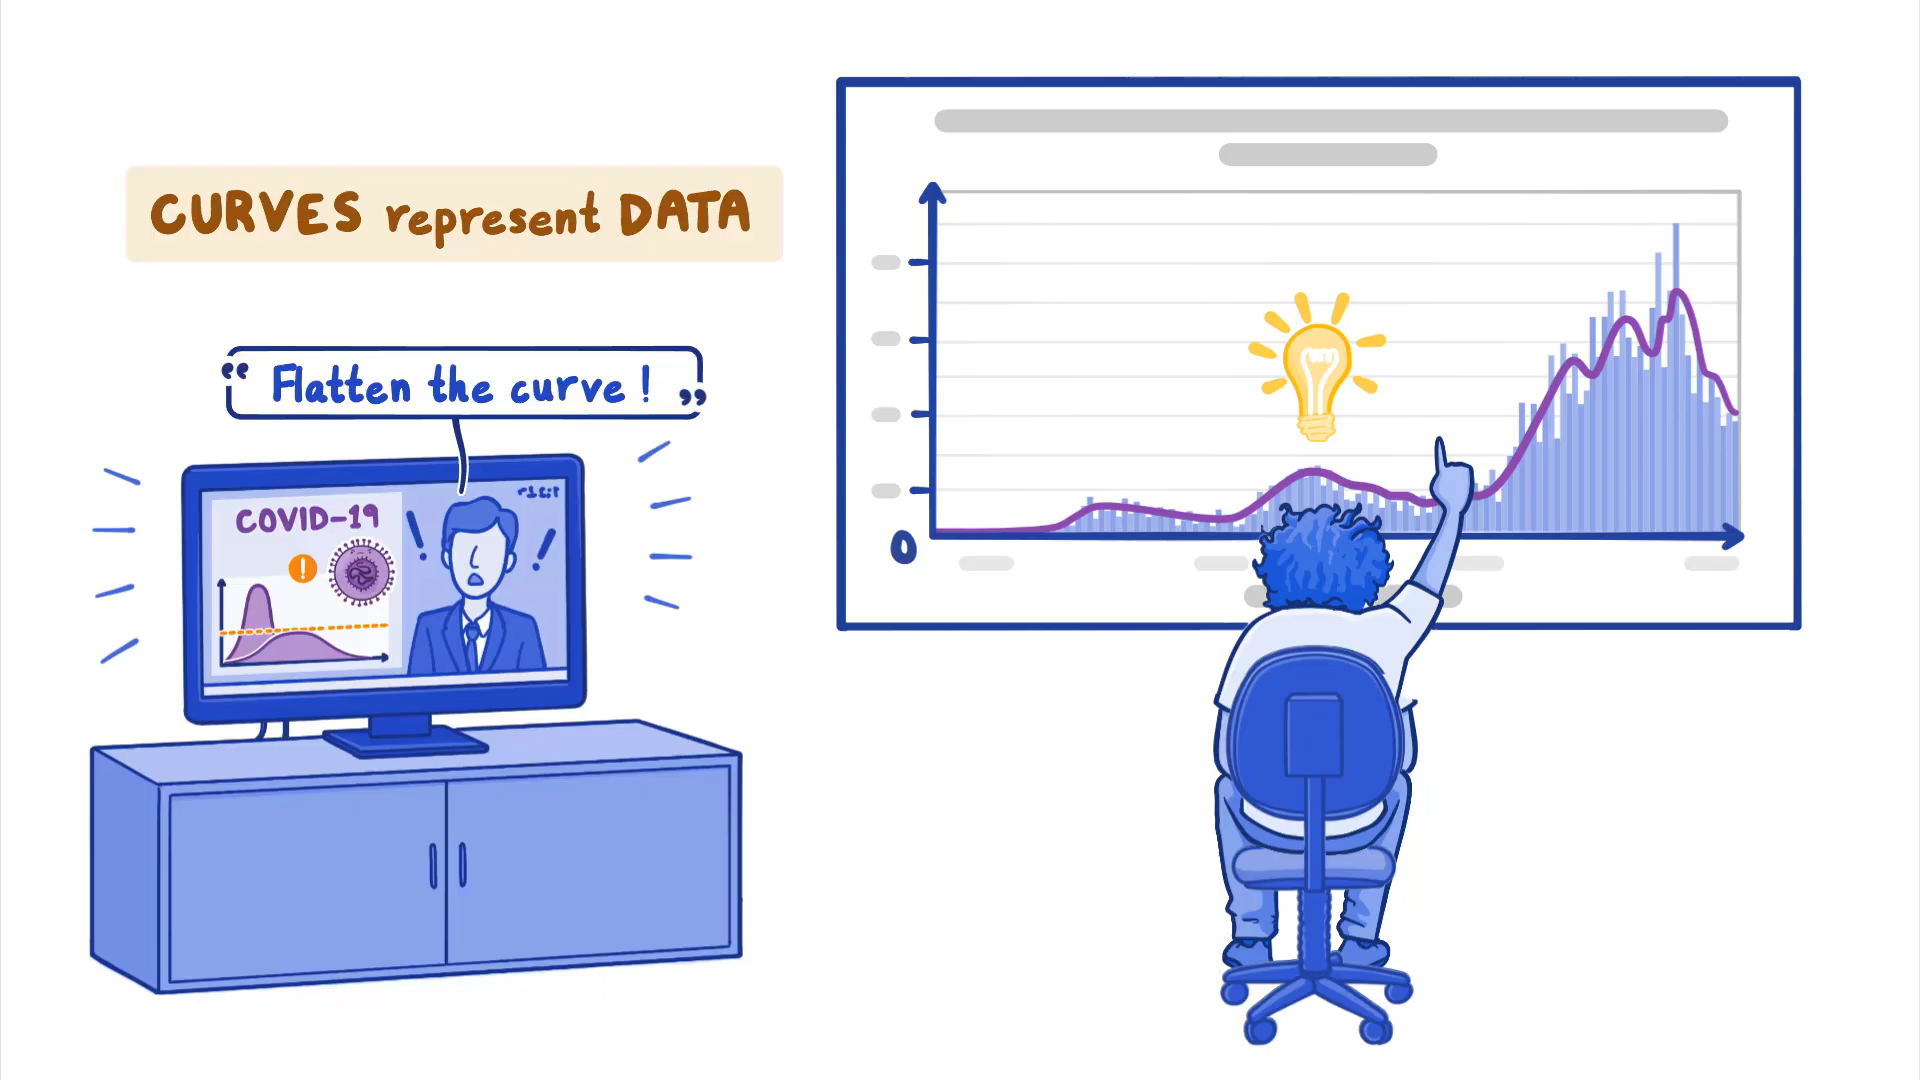 CURVES represent DATA
“Flatten the curve!”
COVID-19
!
! !
0